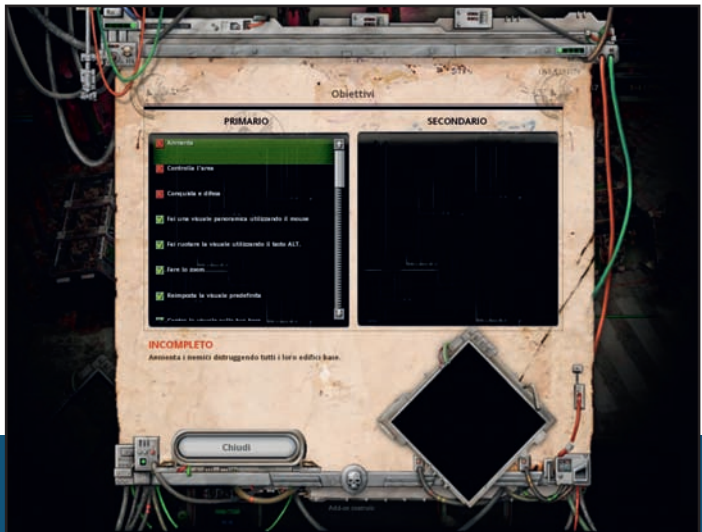 Obiettivi
PRIMARIO
SECONDARIO
Annienta
Controlla l'area
Conquista e difesa
Fai una visuale panoramica utilizzando il mouse
Fai ruotare la visuale utilizzando il tasto ALT.
Fare lo zoom
Reimposta la visuale predefinita
INCOMPLETO
Annienta i nemici distruggendo tutti i loro edifici base.
Chiudi